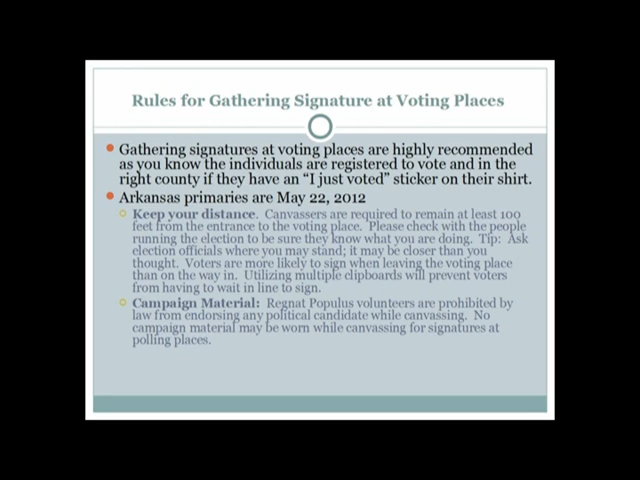 Rules for Gathering Signature at Voting Places
Gathering signatures at voting places are highly recommended
as you know the individuals are registered to vote and in the
right county if they have an “I just voted” sticker on their shirt.
Arkansas primaries are May 22, 2012
Keep your distance. Canvassers are required to remain at least 100
feet from the entrance to the voting place. Please check with the people
running the election to be sure they know what you are doing. Tip: Ask
election officials where you may stand; it may be closer than you
thought. Voters are more likely to sign when leaving the voting place
than on the way in. Utilizing multiple clipboards will prevent voters
from having to wait in line to sign.
Campaign Material: Regnat Populus volunteers are prohibited by
law from endorsing any political candidate while canvassing. No
campaign material may be worn while canvassing for signatures at
polling places.